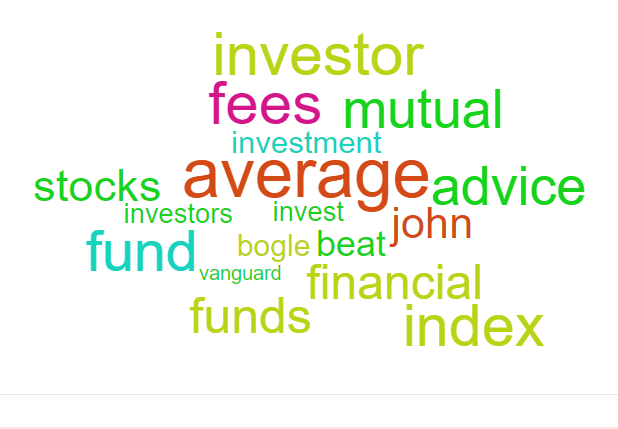 investor
fees mutual
investment
average advice
stocks
investors invest john
fund bogle beat
vanguard financial
funds index